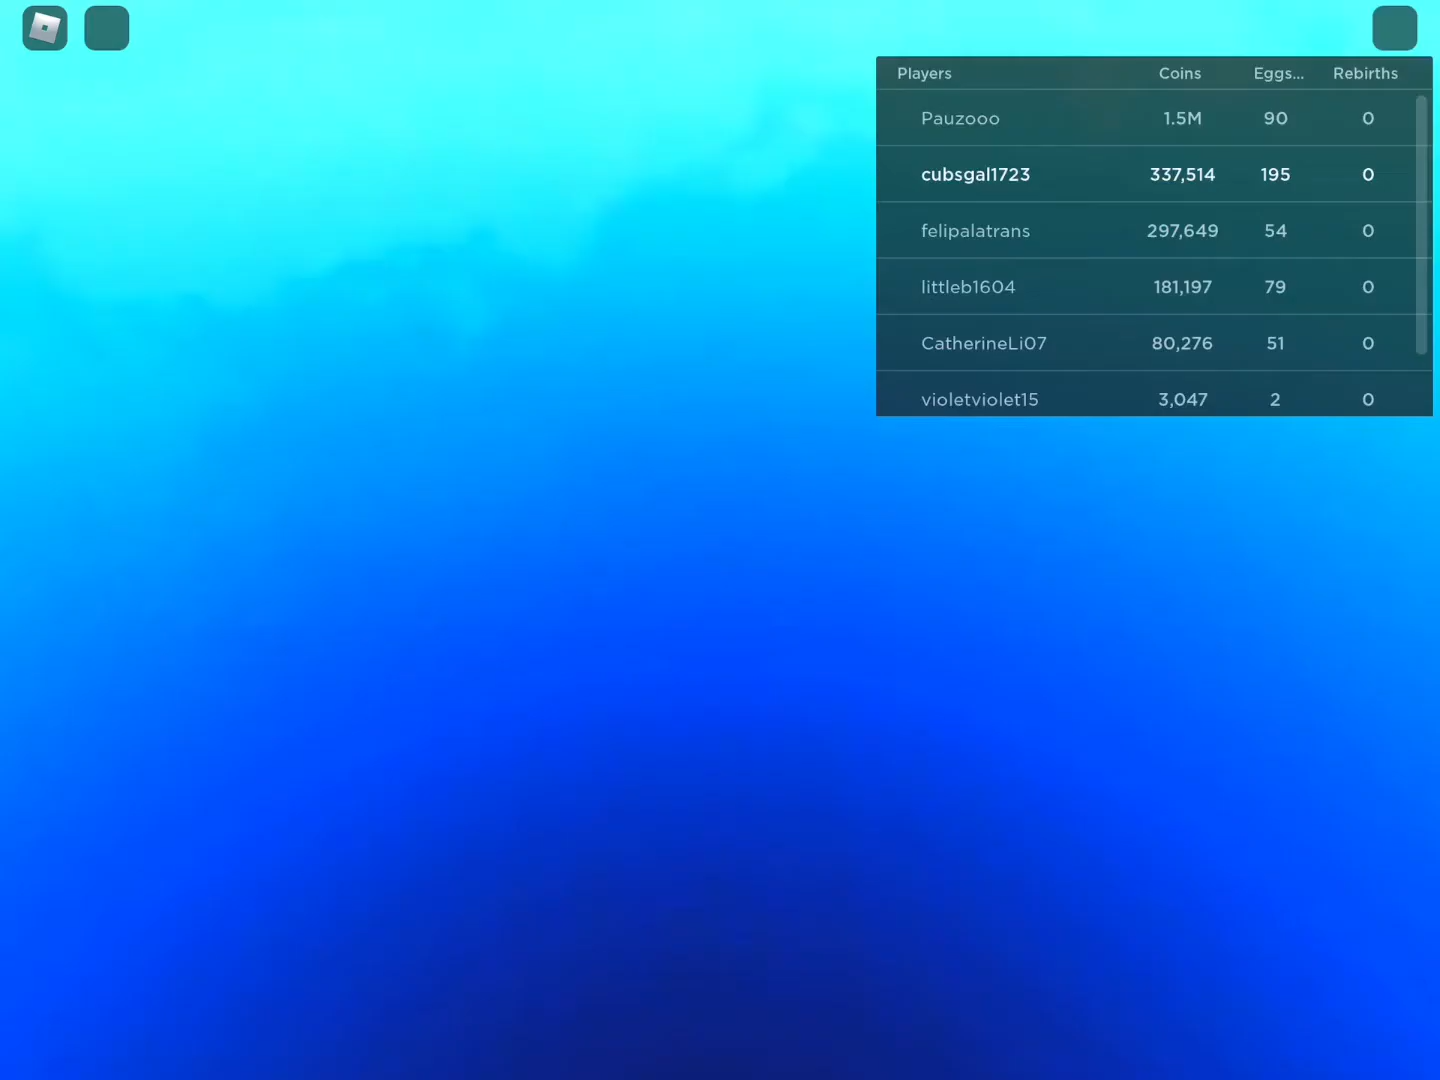 Players Coins Eggs... Rebirths
Pauzooo 1.5M 90 0
cubsgal1723 337,514 195 0
felipalatrans 297,649 54 0
littleb1604 181,197 79 0
CatherineLi07 80,276 51 0
violetviolet15 3,047 2 0